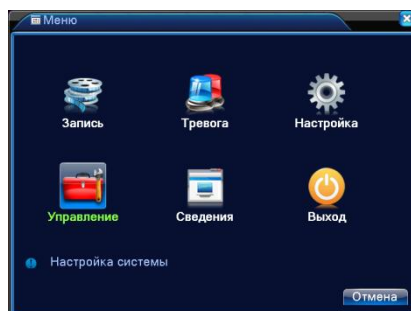 Меню
Запись Тревога Настройка
Управление Сведения Выход
Настройка системы
Отмена